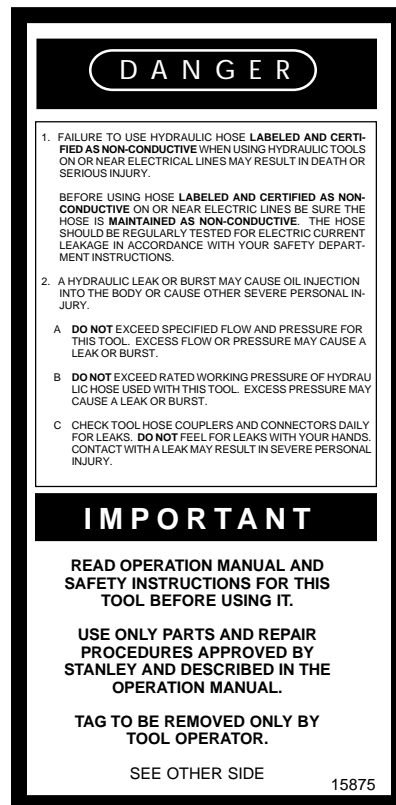 DANGER
1. FAILURE TO USE HYDRAULIC HOSE LABELED AND CERTI-
FIED AS NON-CONDUCTIVE WHEN USING HYDRAULIC TOOLS
ON OR NEAR ELECTRICAL LINES MAY RESULT IN DEATH OR
SERIOUS INJURY.
BEFORE USING HOSE LABELED AND CERTIFIED AS NON-
CONDUCTIVE ON OR NEAR ELECTRIC LINES BE SURE THE
HOSE IS MAINTAINED AS NON-CONDUCTIVE. THE HOSE
SHOULD BE REGULARLY TESTED FOR ELECTRIC CURRENT
LEAKAGE IN ACCORDANCE WITH YOUR SAFETY DEPART-
MENT INSTRUCTIONS.
2. A HYDRAULIC LEAK OR BURST MAY CAUSE OIL INJECTION
INTO THE BODY OR CAUSE OTHER SEVERE PERSONAL IN-
JURY.
A DO NOT EXCEED SPECIFIED FLOW AND PRESSURE FOR
THIS TOOL. EXCESS FLOW OR PRESSURE MAY CAUSE A
LEAK OR BURST.
B DO NOT EXCEED RATED WORKING PRESSURE OF HYDRAU
LIC HOSE USED WITH THIS TOOL. EXCESS PRESSURE MAY
CAUSE A LEAK OR BURST.
C CHECK TOOL HOSE COUPLERS AND CONNECTORS DAILY
FOR LEAKS. DO NOT FEEL FOR LEAKS WITH YOUR HANDS.
CONTACT WITH A LEAK MAY RESULT IN SEVERE PERSONAL
INJURY.
IMPORTANT
READ OPERATION MANUAL AND
SAFETY INSTRUCTIONS FOR THIS
TOOL BEFORE USING IT.
USE ONLY PARTS AND REPAIR
PROCEDURES APPROVED BY
STANLEY AND DESCRIBED IN THE
OPERATION MANUAL.
TAG TO BE REMOVED ONLY BY
TOOL OPERATOR.
SEE OTHER SIDE
15875